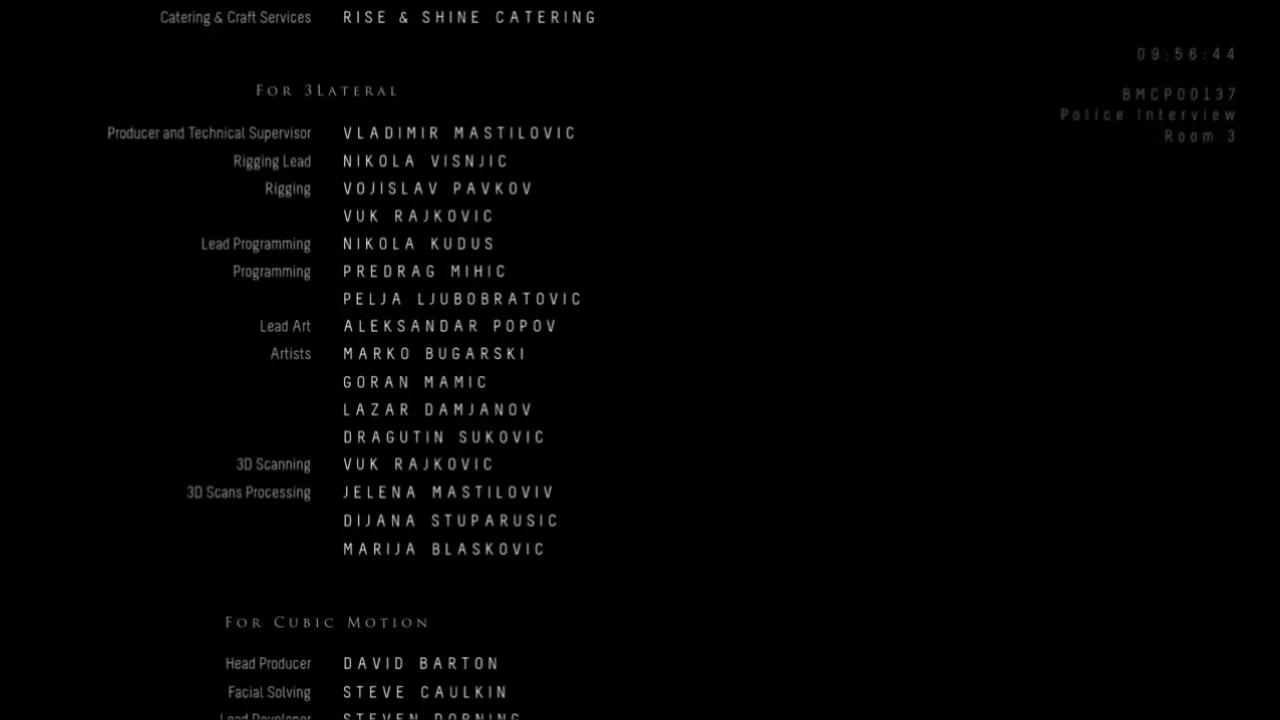 Catering & Craft Services RISE & SHINE CATERING
09:56:44
BMCP00137
Police Interview
Room 3
For 3Lateral
Producer and Technical Supervisor VLADIMIR MASTILOVIC
Rigging Lead NIKOLA VISNJIC
Rigging VOJISLAV PAVKOV
VUK RAJKOVIC
Lead Programming NIKOLA KUDUS
Programming PREDRAG MIHIC
PELJA LJUBOBRATOVIC
Lead Art ALEKSANDAR POPOV
Artists MARKO BUGARSKI
GORAN MAMIC
LAZAR DAMJANOV
DRAGUTIN SUKOVIC
3D Scanning VUK RAJKOVIC
3D Scans Processing JELENA MASTILOVIV
DIJANA STUPARUSIC
MARIJA BLASKOVIC
For Cubic Motion
Head Producer DAVID BARTON
Facial Solving STEVE CAULKIN
Lead Developer STEVEN DORNING